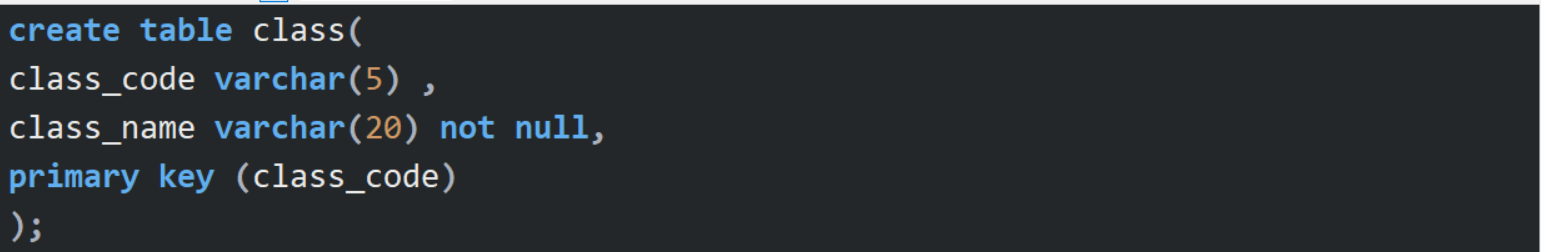 create table class(
class_code varchar(5) ,
class_name varchar(20) not null,
primary key (class_code)
);